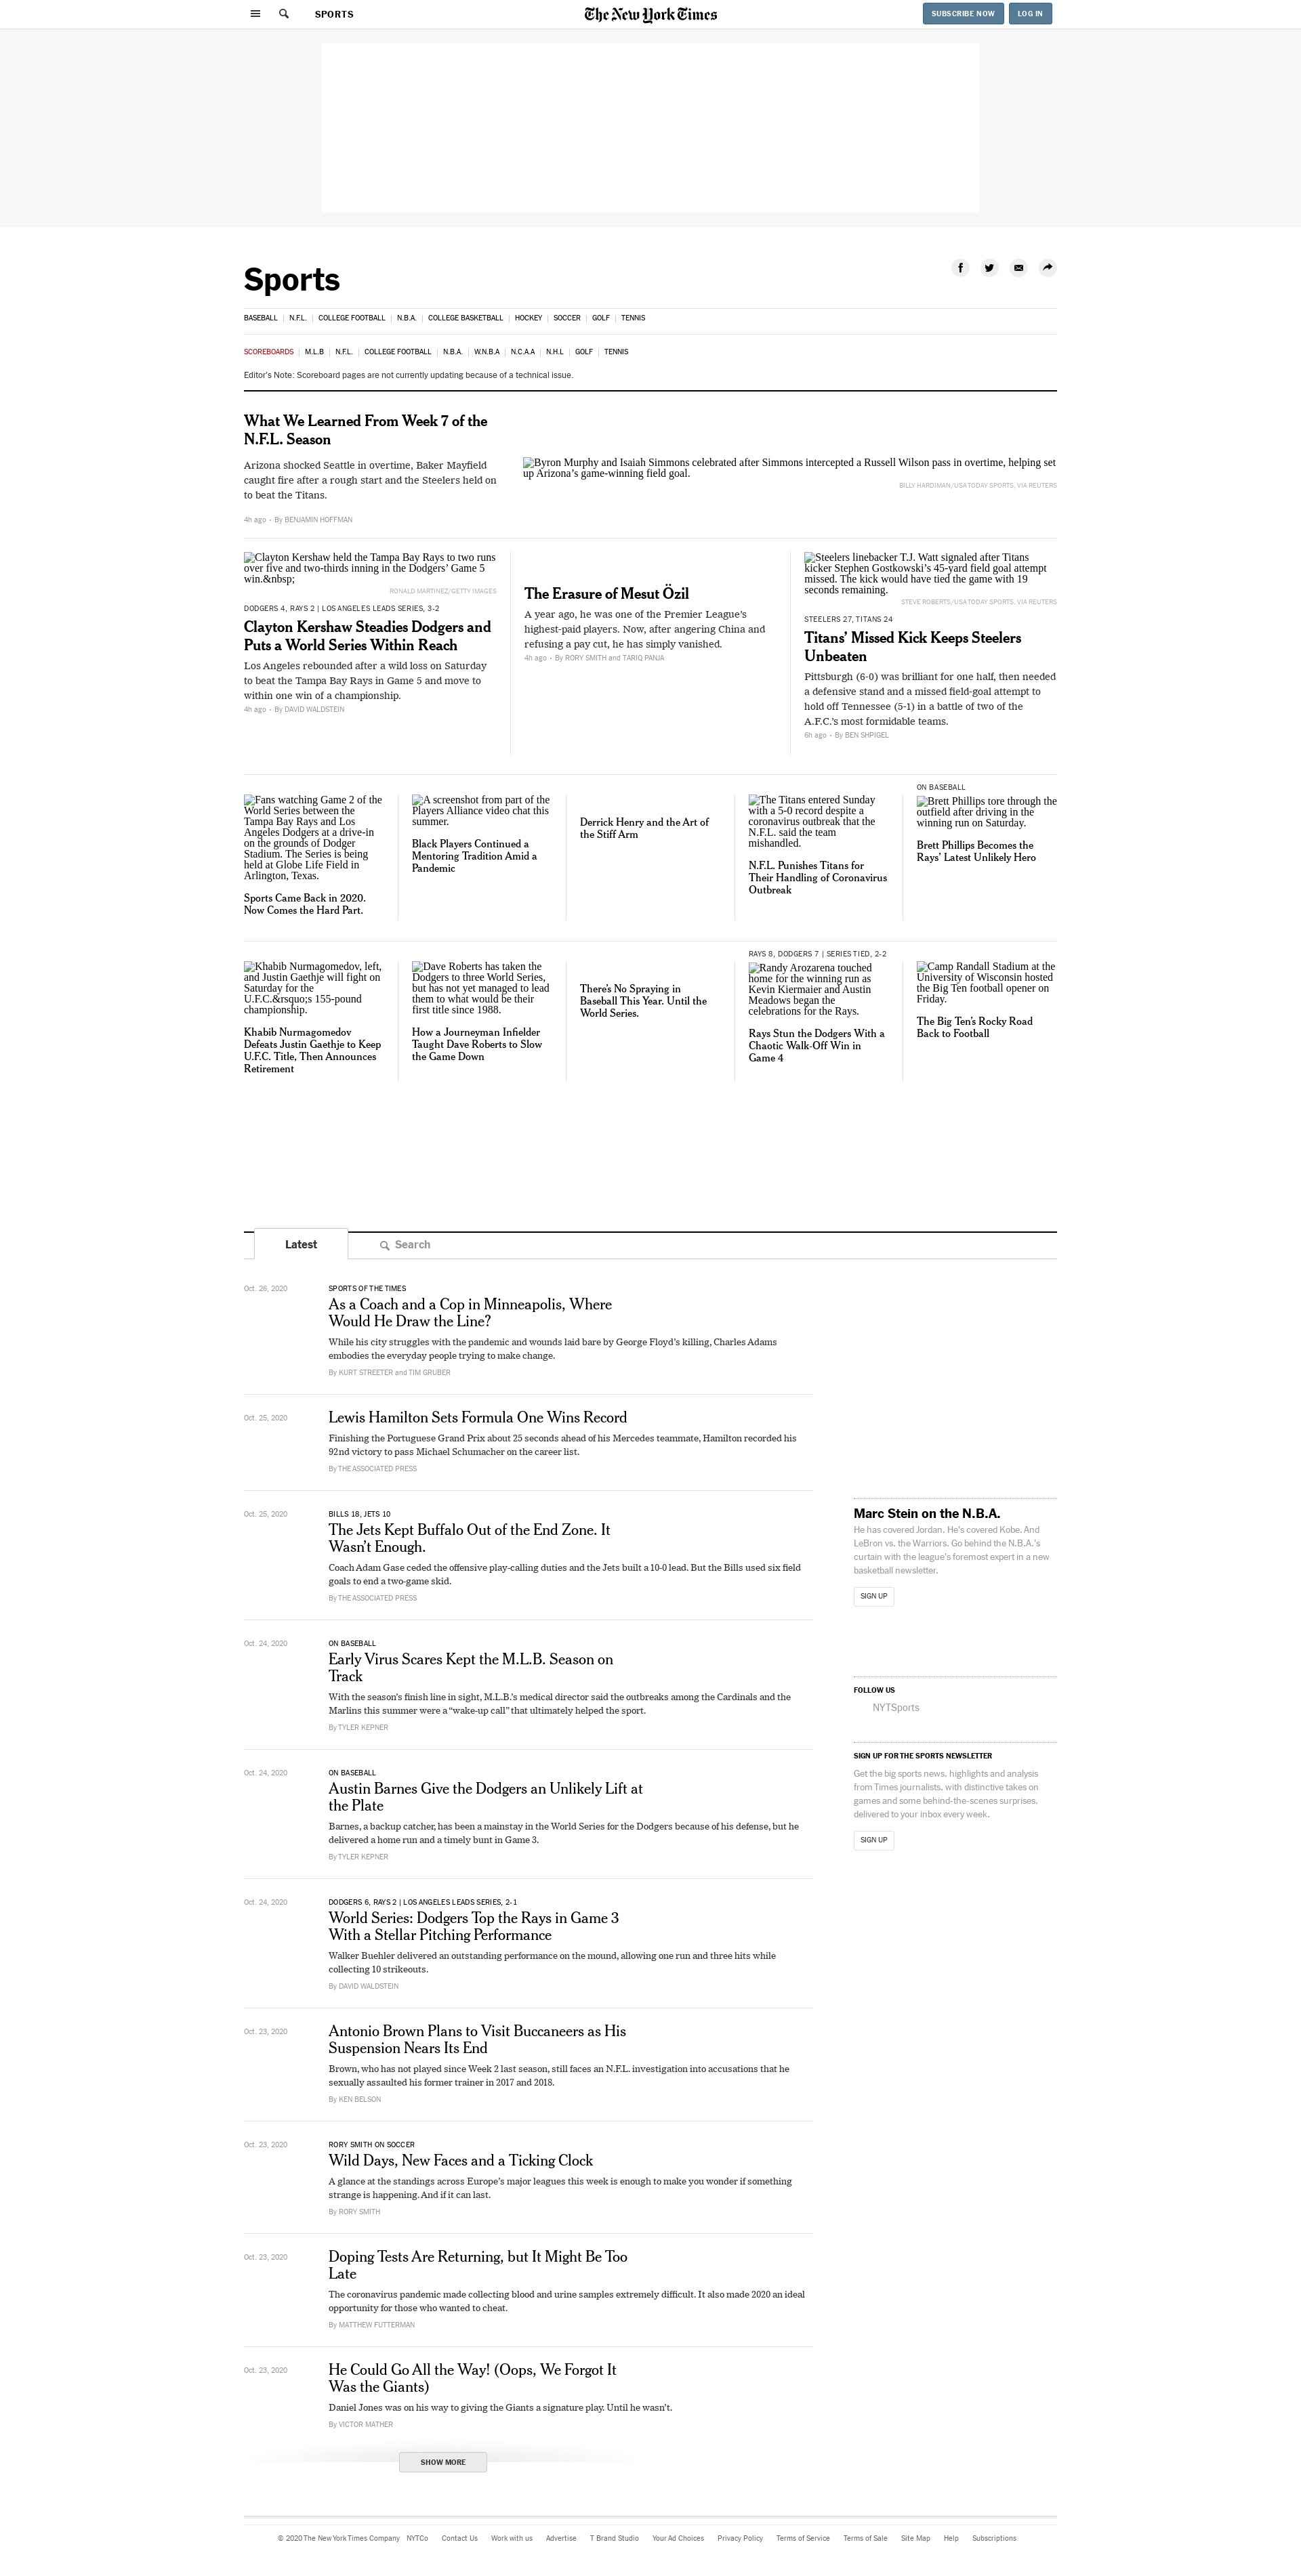 SPORTS
The New York Times
SUBSCRIBE NOW
LOG IN
Sports
BASEBALL | N.F.L. | COLLEGE FOOTBALL | N.B.A. | COLLEGE BASKETBALL | HOCKEY | SOCCER | GOLF | TENNIS
SCOREBOARDS | M.L.B | N.F.L. | COLLEGE FOOTBALL | N.B.A. | W.N.B.A | N.C.A.A | N.H.L | GOLF | TENNIS
Editor's Note: Scoreboard pages are not currently updating because of a technical issue.
What We Learned From Week 7 of the
N.F.L. Season
Arizona shocked Seattle in overtime, Baker Mayfield
caught fire after a rough start and the Steelers held on
to beat the Titans.
4h ago • By BENJAMIN HOFFMAN
Byron Murphy and Isaiah Simmons celebrated after Simmons intercepted a Russell Wilson pass in overtime, helping set
up Arizona’s game-winning field goal.
BILLY HARDIMAN/USA TODAY SPORTS, VIA REUTERS
Clayton Kershaw held the Tampa Bay Rays to two runs
over five and two-thirds inning in the Dodgers’ Game 5
win.&nbsp;
RONALD MARTINEZ/GETTY IMAGES
DODGERS 4, RAYS 2 | LOS ANGELES LEADS SERIES, 3-2
Clayton Kershaw Steadies Dodgers and
Puts a World Series Within Reach
Los Angeles rebounded after a wild loss on Saturday
to beat the Tampa Bay Rays in Game 5 and move to
within one win of a championship.
4h ago • By DAVID WALDSTEIN
The Erasure of Mesut Özil
A year ago, he was one of the Premier League’s
highest-paid players. Now, after angering China and
refusing a pay cut, he has simply vanished.
4h ago • By RORY SMITH and TARIQ PANJA
Steelers linebacker T.J. Watt signaled after Titans
kicker Stephen Gostkowski’s 45-yard field goal attempt
missed. The kick would have tied the game with 19
seconds remaining.
STEVE ROBERTS/USA TODAY SPORTS, VIA REUTERS
STEELERS 27, TITANS 24
Titans’ Missed Kick Keeps Steelers
Unbeaten
Pittsburgh (6-0) was brilliant for one half, then needed
a defensive stand and a missed field-goal attempt to
hold off Tennessee (5-1) in a battle of two of the
A.F.C.’s most formidable teams.
6h ago • By BEN SHPIGEL
Fans watching Game 2 of the
World Series between the
Tampa Bay Rays and Los
Angeles Dodgers at a drive-in
on the grounds of Dodger
Stadium. The Series is being
held at Globe Life Field in
Arlington, Texas.
Sports Came Back in 2020.
Now Comes the Hard Part.
A screenshot from part of the
Players Alliance video chat this
summer.
Black Players Continued a
Mentoring Tradition Amid a
Pandemic
Derrick Henry and the Art of
the Stiff Arm
The Titans entered Sunday
with a 5-0 record despite a
coronavirus outbreak that the
N.F.L. said the team
mishandled.
N.F.L. Punishes Titans for
Their Handling of Coronavirus
Outbreak
ON BASEBALL
Brett Phillips tore through the
outfield after driving in the
winning run on Saturday.
Brett Phillips Becomes the
Rays’ Latest Unlikely Hero
Khabib Nurmagomedov, left,
and Justin Gaethje will fight on
Saturday for the
U.F.C.&rsquo;s 155-pound
championship.
Khabib Nurmagomedov
Defeats Justin Gaethje to Keep
U.F.C. Title, Then Announces
Retirement
Dave Roberts has taken the
Dodgers to three World Series,
but has not yet managed to lead
them to what would be their
first title since 1988.
How a Journeyman Infielder
Taught Dave Roberts to Slow
the Game Down
There’s No Spraying in
Baseball This Year. Until the
World Series.
RAYS 8, DODGERS 7 | SERIES TIED, 2-2
Randy Arozarena touched
home for the winning run as
Kevin Kiermaier and Austin
Meadows began the
celebrations for the Rays.
Rays Stun the Dodgers With a
Chaotic Walk-Off Win in
Game 4
Camp Randall Stadium at the
University of Wisconsin hosted
the Big Ten football opener on
Friday.
The Big Ten’s Rocky Road
Back to Football
Latest
Search
Oct. 26, 2020
SPORTS OF THE TIMES
As a Coach and a Cop in Minneapolis, Where
Would He Draw the Line?
While his city struggles with the pandemic and wounds laid bare by George Floyd’s killing, Charles Adams
embodies the everyday people trying to make change.
By KURT STREETER and TIM GRUBER
Oct. 25, 2020
Lewis Hamilton Sets Formula One Wins Record
Finishing the Portuguese Grand Prix about 25 seconds ahead of his Mercedes teammate, Hamilton recorded his
92nd victory to pass Michael Schumacher on the career list.
By THE ASSOCIATED PRESS
Oct. 25, 2020
BILLS 18, JETS 10
The Jets Kept Buffalo Out of the End Zone. It
Wasn’t Enough.
Coach Adam Gase ceded the offensive play-calling duties and the Jets built a 10-0 lead. But the Bills used six field
goals to end a two-game skid.
By THE ASSOCIATED PRESS
Oct. 24, 2020
ON BASEBALL
Early Virus Scares Kept the M.L.B. Season on
Track
With the season’s finish line in sight, M.L.B.’s medical director said the outbreaks among the Cardinals and the
Marlins this summer were a “wake-up call” that ultimately helped the sport.
By TYLER KEPNER
Oct. 24, 2020
ON BASEBALL
Austin Barnes Give the Dodgers an Unlikely Lift at
the Plate
Barnes, a backup catcher, has been a mainstay in the World Series for the Dodgers because of his defense, but he
delivered a home run and a timely bunt in Game 3.
By TYLER KEPNER
Oct. 24, 2020
DODGERS 6, RAYS 2 | LOS ANGELES LEADS SERIES, 2-1
World Series: Dodgers Top the Rays in Game 3
With a Stellar Pitching Performance
Walker Buehler delivered an outstanding performance on the mound, allowing one run and three hits while
collecting 10 strikeouts.
By DAVID WALDSTEIN
Oct. 23, 2020
Antonio Brown Plans to Visit Buccaneers as His
Suspension Nears Its End
Brown, who has not played since Week 2 last season, still faces an N.F.L. investigation into accusations that he
sexually assaulted his former trainer in 2017 and 2018.
By KEN BELSON
Oct. 23, 2020
RORY SMITH ON SOCCER
Wild Days, New Faces and a Ticking Clock
A glance at the standings across Europe’s major leagues this week is enough to make you wonder if something
strange is happening. And if it can last.
By RORY SMITH
Oct. 23, 2020
Doping Tests Are Returning, but It Might Be Too
Late
The coronavirus pandemic made collecting blood and urine samples extremely difficult. It also made 2020 an ideal
opportunity for those who wanted to cheat.
By MATTHEW FUTTERMAN
Oct. 23, 2020
He Could Go All the Way! (Oops, We Forgot It
Was the Giants)
Daniel Jones was on his way to giving the Giants a signature play. Until he wasn’t.
By VICTOR MATHER
SHOW MORE
Marc Stein on the N.B.A.
He has covered Jordan. He’s covered Kobe. And
LeBron vs. the Warriors. Go behind the N.B.A.’s
curtain with the league’s foremost expert in a new
basketball newsletter.
SIGN UP
FOLLOW US
NYTSports
SIGN UP FOR THE SPORTS NEWSLETTER
Get the big sports news, highlights and analysis
from Times journalists, with distinctive takes on
games and some behind-the-scenes surprises,
delivered to your inbox every week.
SIGN UP
© 2020 The New York Times Company NYTCo Contact Us Work with us Advertise T Brand Studio Your Ad Choices Privacy Policy Terms of Service Terms of Sale Site Map Help Subscriptions